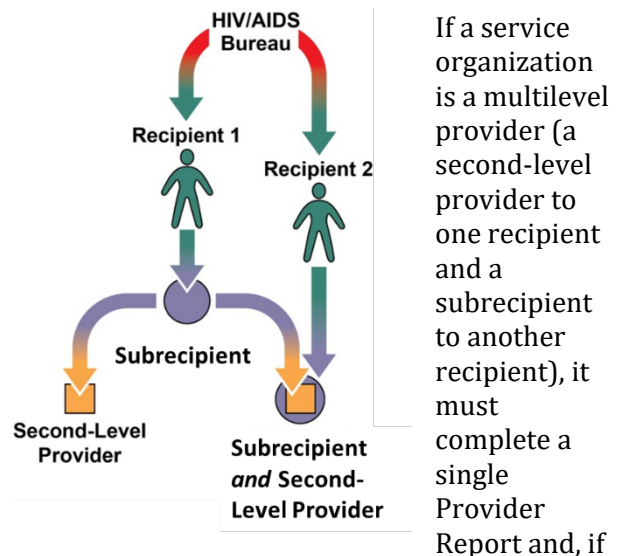 HIV/AIDS
Bureau
Recipient 1
Recipient 2
Subrecipient
Second-Level
Provider
Subrecipient
and Second-
Level Provider
If a service
organization
is a multilevel
provider (a
second-level
provider to
one recipient
and a
subrecipient
to another
recipient), it
must
complete a
single
Provider
Report and, if